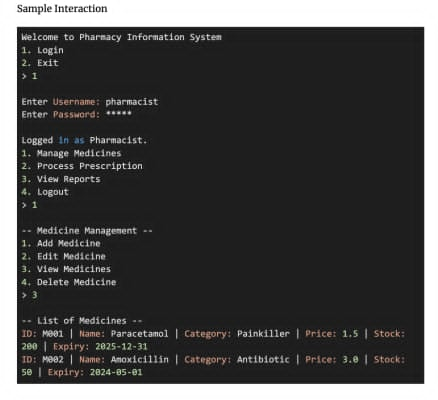 Sample Interaction
Welcome to Pharmacy Information System
1. Login
2. Exit
> 1
Enter Username: pharmacist
Enter Password: *****
Logged in as Pharmacist.
1. Manage Medicines
2. Process Prescription
3. View Reports
4. Logout
> 1
-- Medicine Management --
1. Add Medicine
2. Edit Medicine
3. View Medicines
4. Delete Medicine
> 3
-- List of Medicines --
ID: M001 | Name: Paracetamol | Category: Painkiller | Price: 1.5 | Stock:
200 | Expiry: 2025-12-31
ID: M002 | Name: Amoxicillin | Category: Antibiotic | Price: 3.0 | Stock:
50 | Expiry: 2024-05-01